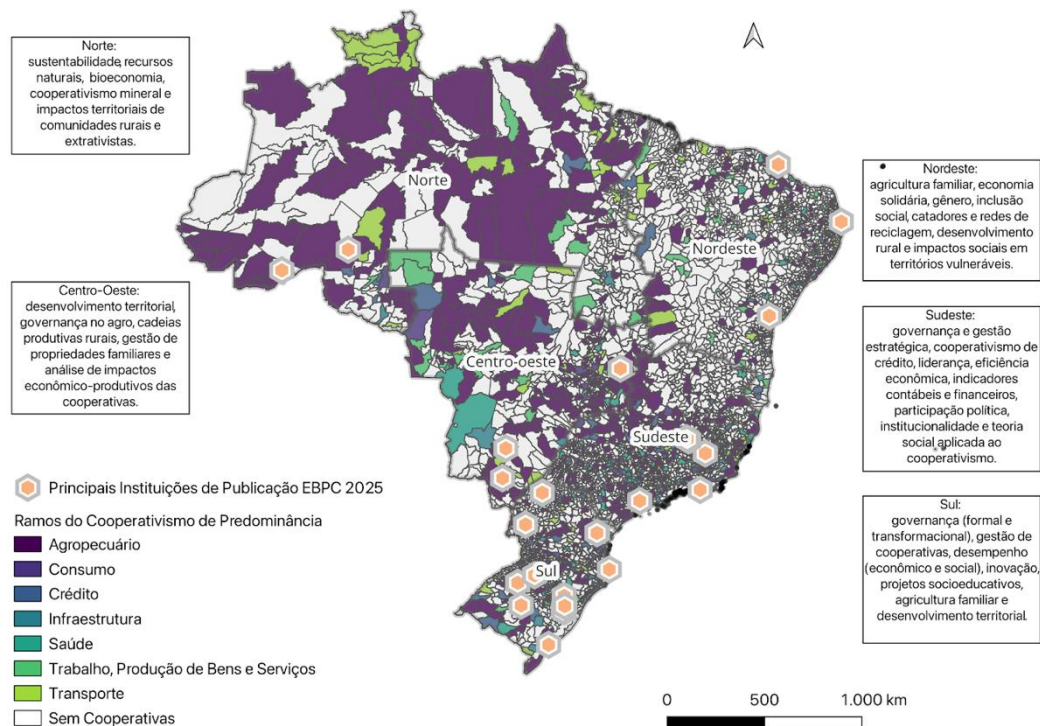 Norte:
sustentabilidade, recursos
naturais, bioeconomia,
cooperativismo mineral e
impactos territoriais de
comunidades rurais e
extrativistas.
Centro-Oeste:
desenvolvimento territorial,
governança no agro, cadeias
produtivas rurais, gestão de
propriedades familiares e
análise de impactos
econômico-produtivos das
cooperativas.
Norte
Nordeste
Centro-oeste
Sudeste
Sul
Nordeste:
agricultura familiar, economia
solidária, gênero, inclusão
social, catadores e redes de
reciclagem, desenvolvimento
rural e impactos sociais em
territórios vulneráveis.
Sudeste:
governança e gestão
estratégica, cooperativismo de
crédito, liderança, eficiência
econômica, indicadores
contábeis e financeiros,
participação política,
institucionalidade e teoria
social aplicada ao
cooperativismo.
Sul:
governança (formal e
transformacional), gestão de
cooperativas, desempenho
(econômico e social), inovação,
projetos socioeducativos,
agricultura familiar e
desenvolvimento territorial.
Principais Instituições de Publicação EBPC 2025
Ramos do Cooperativismo de Predominância
Agropecuário
Consumo
Crédito
Infraestrutura
Saúde
Trabalho, Produção de Bens e Serviços
Transporte
Sem Cooperativas
0 500 1.000 km